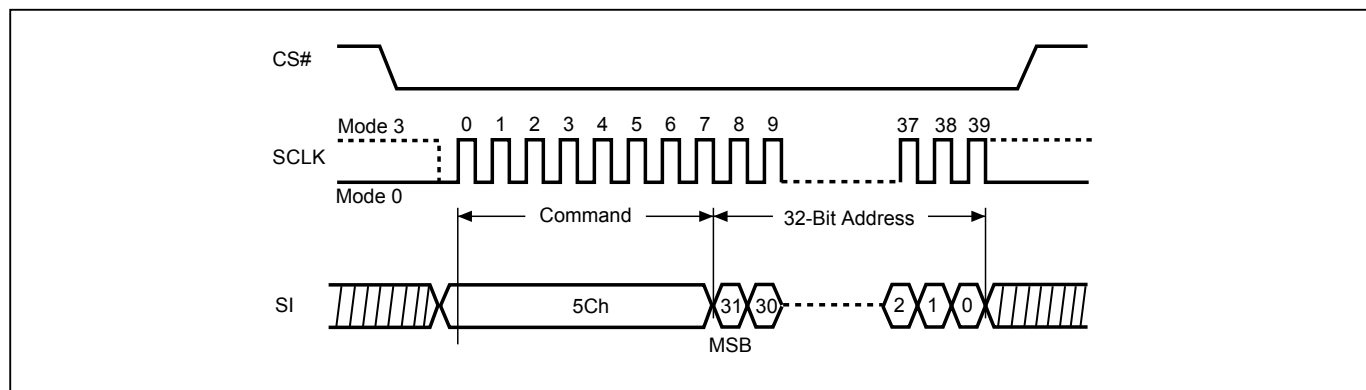 CS#
Mode 3
0 1 2 3 4 5 6 7 8 9 37 38 39
SCLK
Mode 0
Command
32-Bit Address
SI
5Ch
31 30 2 1 0
MSB